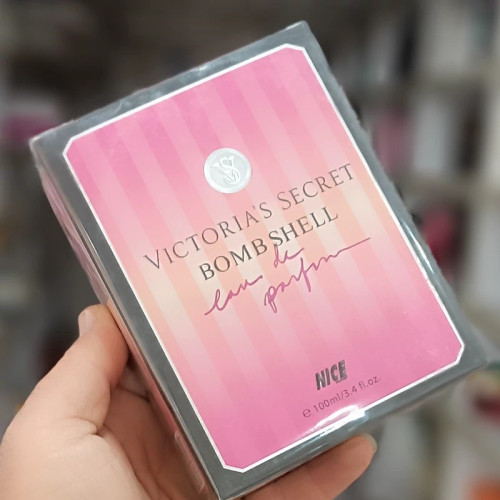 VS
VICTORIA'S SECRET
BOMBSHELL
eau de
parfum
NICE
e 100ml/3.4 fl.oz.